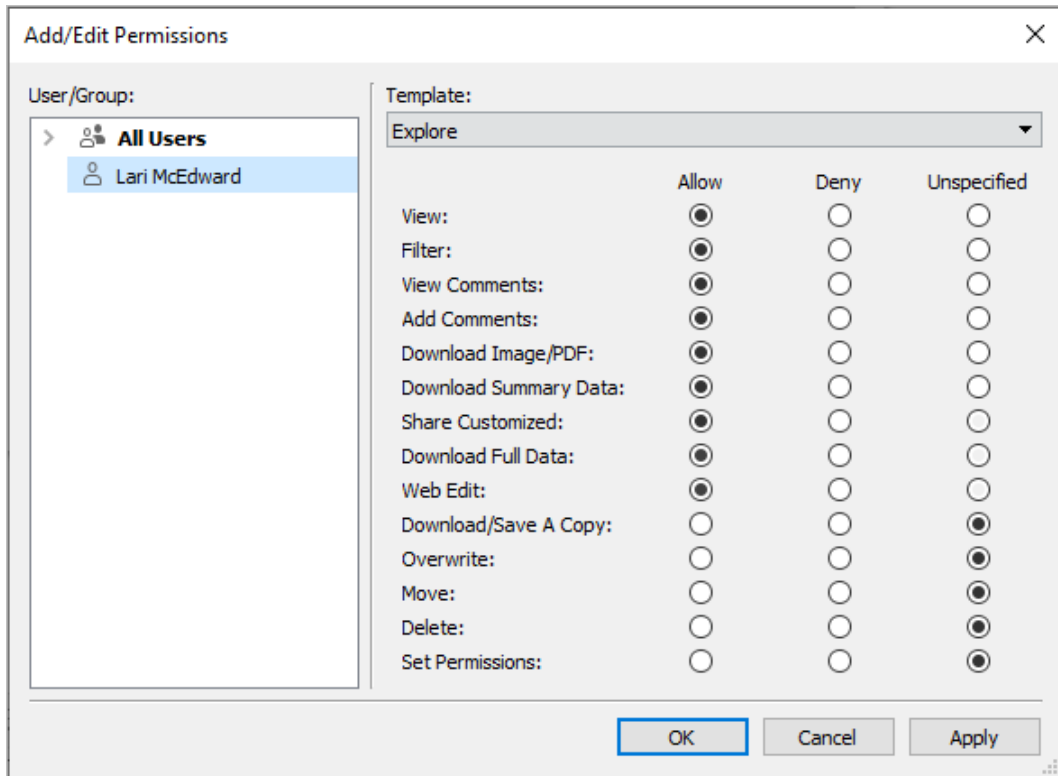 Add/Edit Permissions
User/Group:
All Users
Lari McEdward
Template:
Explore
Allow Deny Unspecified
View:
Filter:
View Comments:
Add Comments:
Download Image/PDF:
Download Summary Data:
Share Customized:
Download Full Data:
Web Edit:
Download/Save A Copy:
Overwrite:
Move:
Delete:
Set Permissions:
OK Cancel Apply